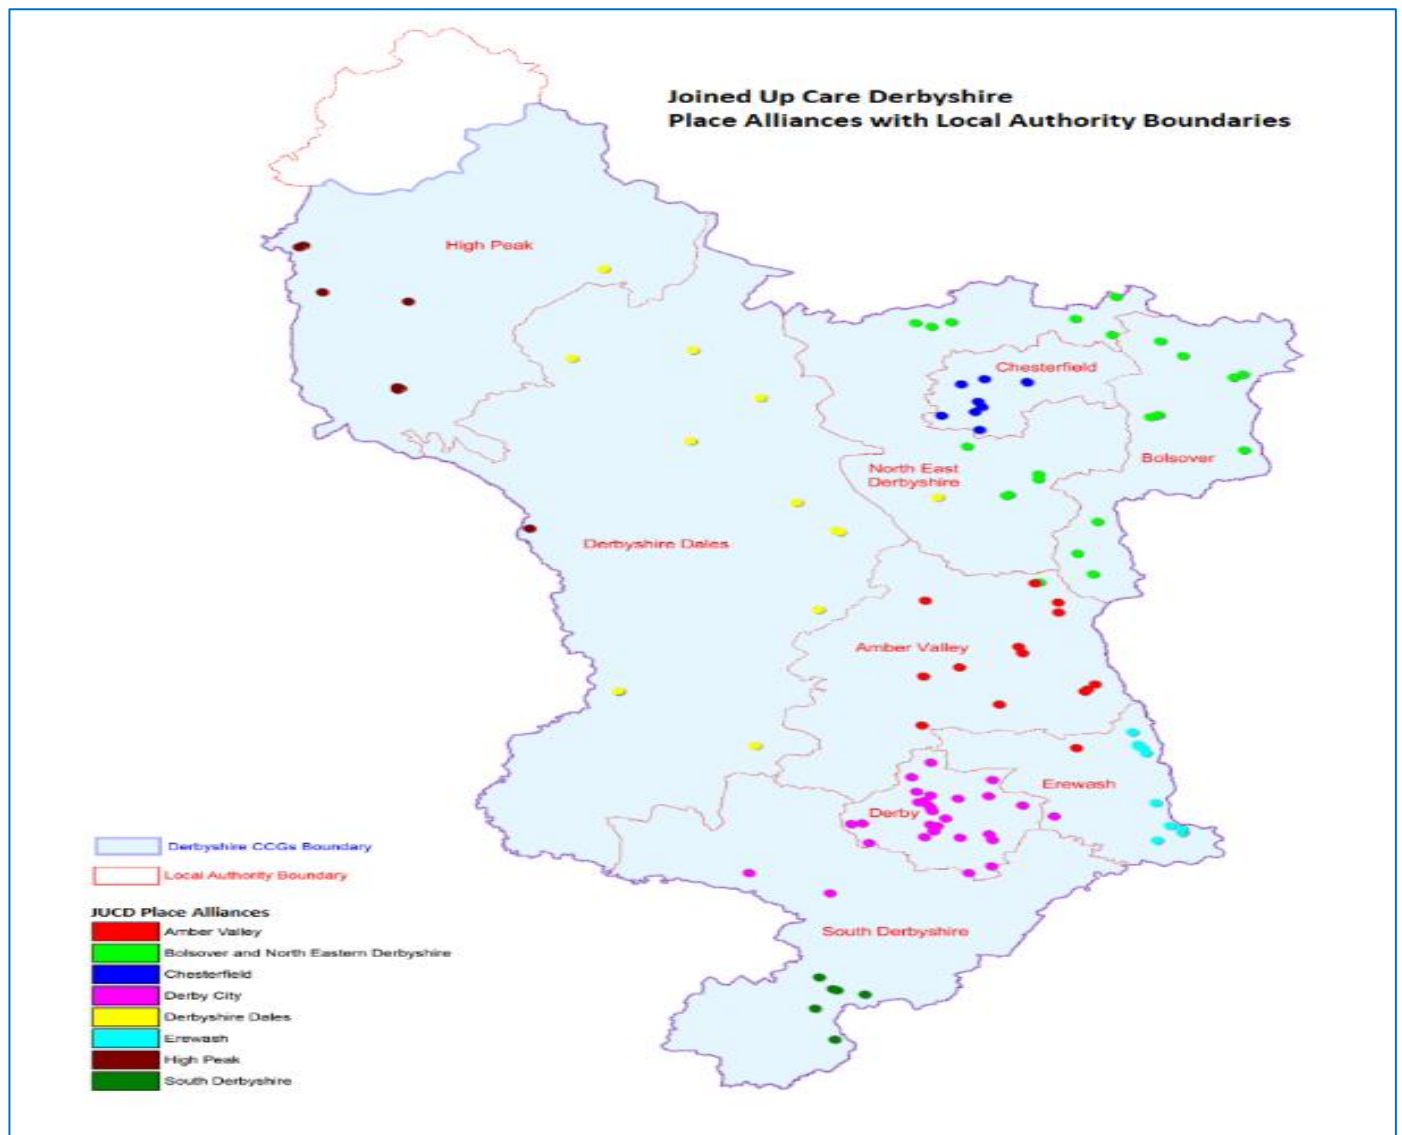 Joined Up Care Derbyshire
Place Alliances with Local Authority Boundaries
High Peak
Chesterfield
Bolsover
North East
Derbyshire
Derbyshire Dales
Amber Valley
Erewash
Derby
South Derbyshire
Derbyshire CCGs Boundary
Local Authority Boundary
JUCD Place Alliances
Amber Valley
Bolsover and North Eastern Derbyshire
Chesterfield
Derby City
Derbyshire Dales
Erewash
High Peak
South Derbyshire